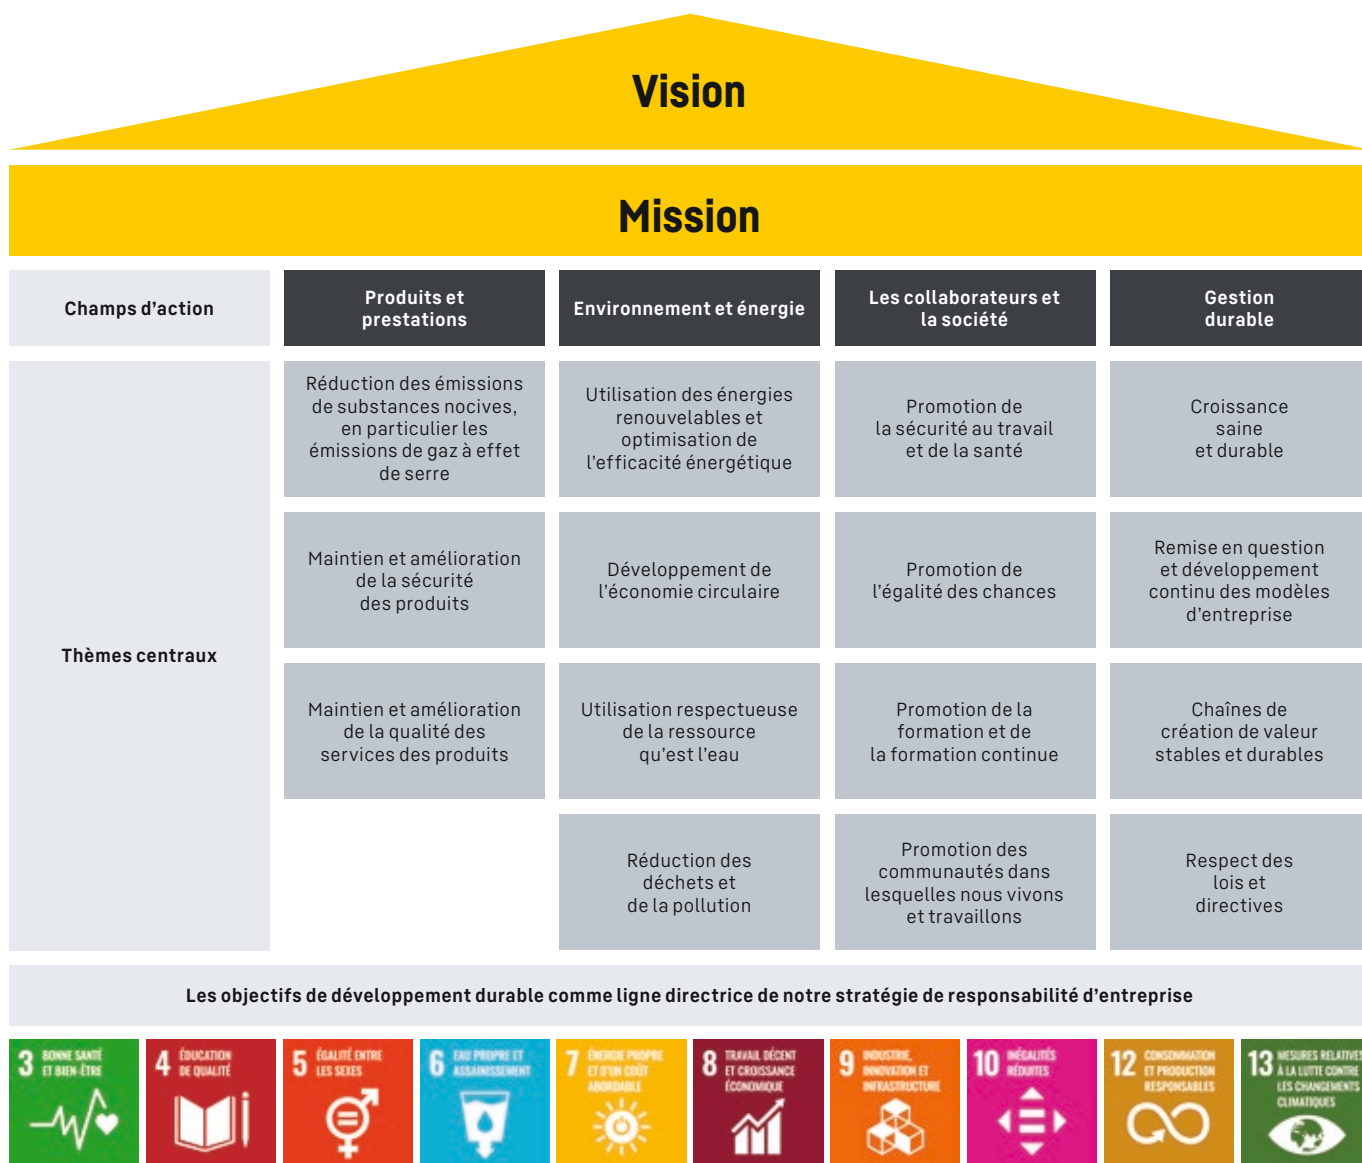 Vision
Mission
Champs d'action
Produits et
prestations
Environnement et énergie
Les collaborateurs et
la société
Gestion
durable
Thèmes centraux
Réduction des émissions
de substances nocives,
en particulier les
émissions de gaz à effet
de serre
Utilisation des énergies
renouvelables et
optimisation de
l'efficacité énergétique
Promotion de
la sécurité au travail
et de la santé
Croissance
saine
et durable
Maintien et amélioration
de la sécurité
des produits
Développement de
l'économie circulaire
Promotion de
l'égalité des chances
Remise en question
et développement
continu des modèles
d'entreprise
Maintien et amélioration
de la qualité des
services des produits
Utilisation respectueuse
de la ressource
qu'est l'eau
Promotion de la
formation et de
la formation continue
Chaînes de
création de valeur
stables et durables
Réduction des
déchets et
de la pollution
Promotion des
communautés dans
lesquelles nous vivons
et travaillons
Respect des
lois et
directives
Les objectifs de développement durable comme ligne directrice de notre stratégie de responsabilité d'entreprise
3 BONNE SANTÉ
ET BIEN-ÊTRE
4 ÉDUCATION
DE QUALITÉ
5 ÉGALITÉ ENTRE
LES SEXES
6 EAU PROPRE ET
ASSAINISSEMENT
7 ÉNERGIE PROPRE
ET D'UN COÛT
ABORDABLE
8 TRAVAIL DÉCENT
ET CROISSANCE
ÉCONOMIQUE
9 INDUSTRIE,
INNOVATION ET
INFRASTRUCTURE
10 INÉGALITÉS
RÉDUITES
12 CONSOMMATION
ET PRODUCTION
RESPONSABLES
13 MESURES RELATIVES
À LA LUTTE CONTRE
LES CHANGEMENTS
CLIMATIQUES